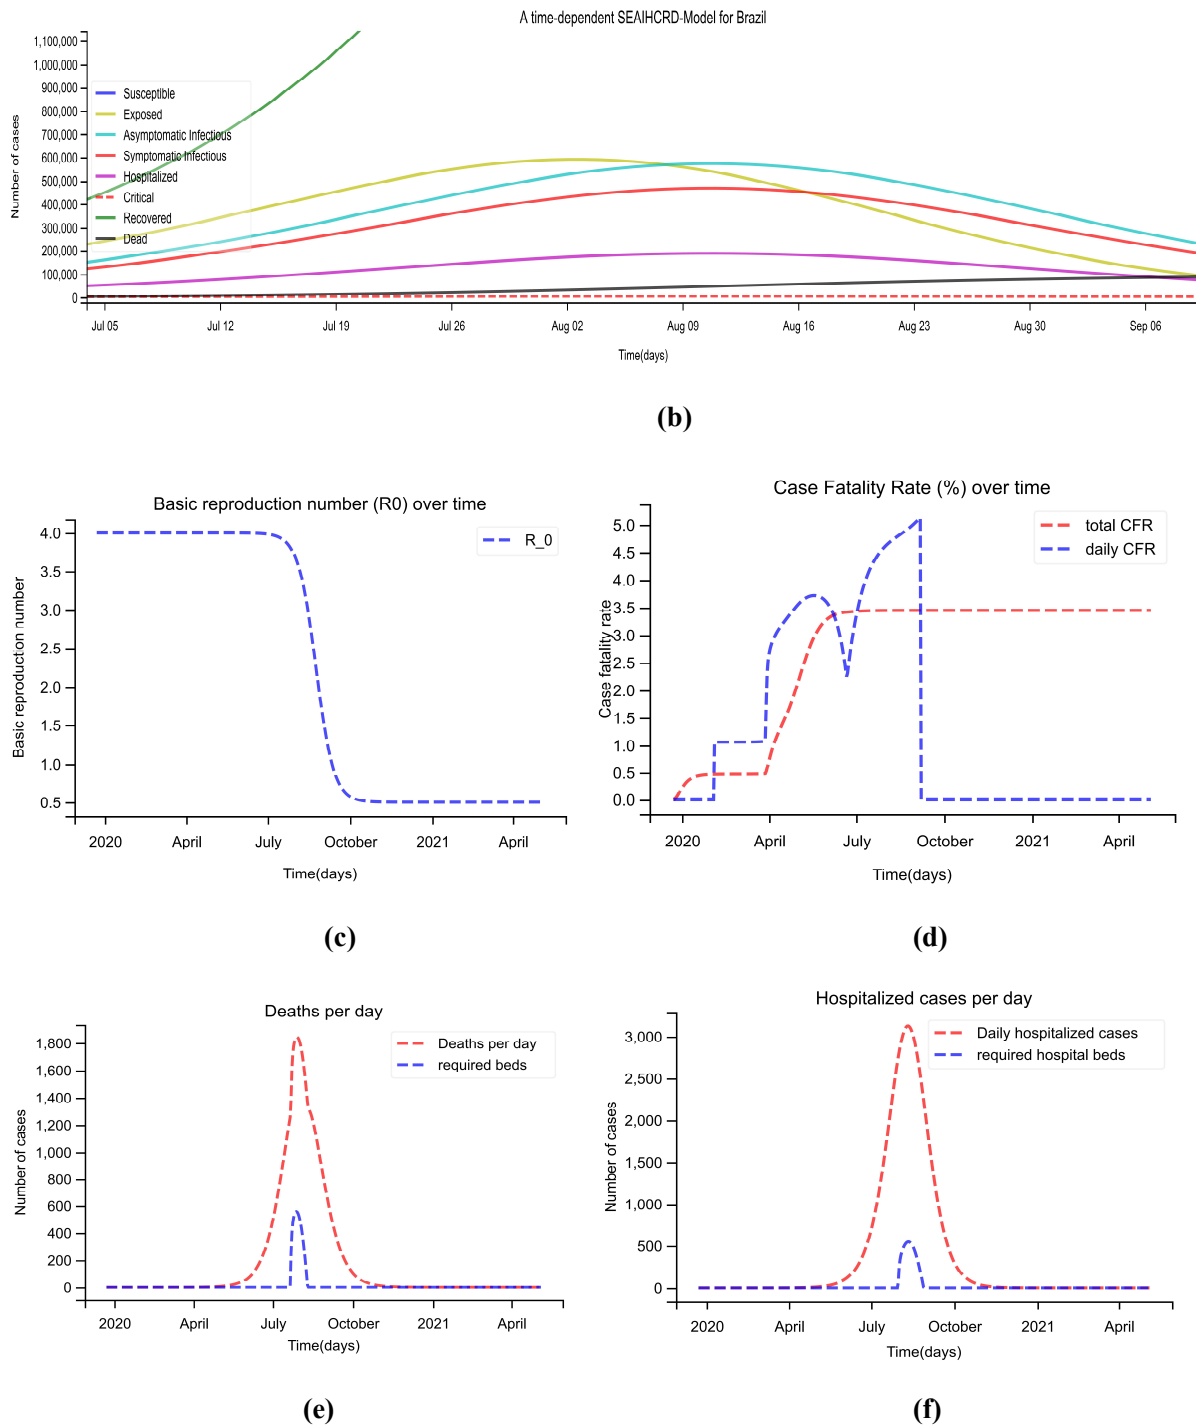 A time-dependent SEAIHCRD-Model for Brazil
1,100,000
1,000,000
900,000
800,000
700,000
600,000
500,000
400,000
300,000
200,000
100,000
0
Number of cases
Susceptible
Exposed
Asymptomatic Infectious
Symptomatic Infectious
Hospitalized
Critical
Recovered
Dead
Jul 05 Jul 12 Jul 19 Jul 26 Aug 02 Aug 09 Aug 16 Aug 23 Aug 30 Sep 06
Time(days)
(b)
Basic reproduction number (R0) over time
R_0
4.0
3.5
3.0
2.5
2.0
1.5
1.0
0.5
Basic reproduction number
2020 April July October 2021 April
Time(days)
(c)
Case Fatality Rate (%) over time
total CFR
daily CFR
5.0
4.5
4.0
3.5
3.0
2.5
2.0
1.5
1.0
0.5
0.0
Case fatality rate
2020 April July October 2021 April
Time(days)
(d)
Deaths per day
Deaths per day
required beds
1,800
1,600
1,400
1,200
1,000
800
600
400
200
0
Number of cases
2020 April July October 2021 April
Time(days)
(e)
Hospitalized cases per day
Daily hospitalized cases
required hospital beds
3,000
2,500
2,000
1,500
1,000
500
0
Number of cases
2020 April July October 2021 April
Time(days)
(f)